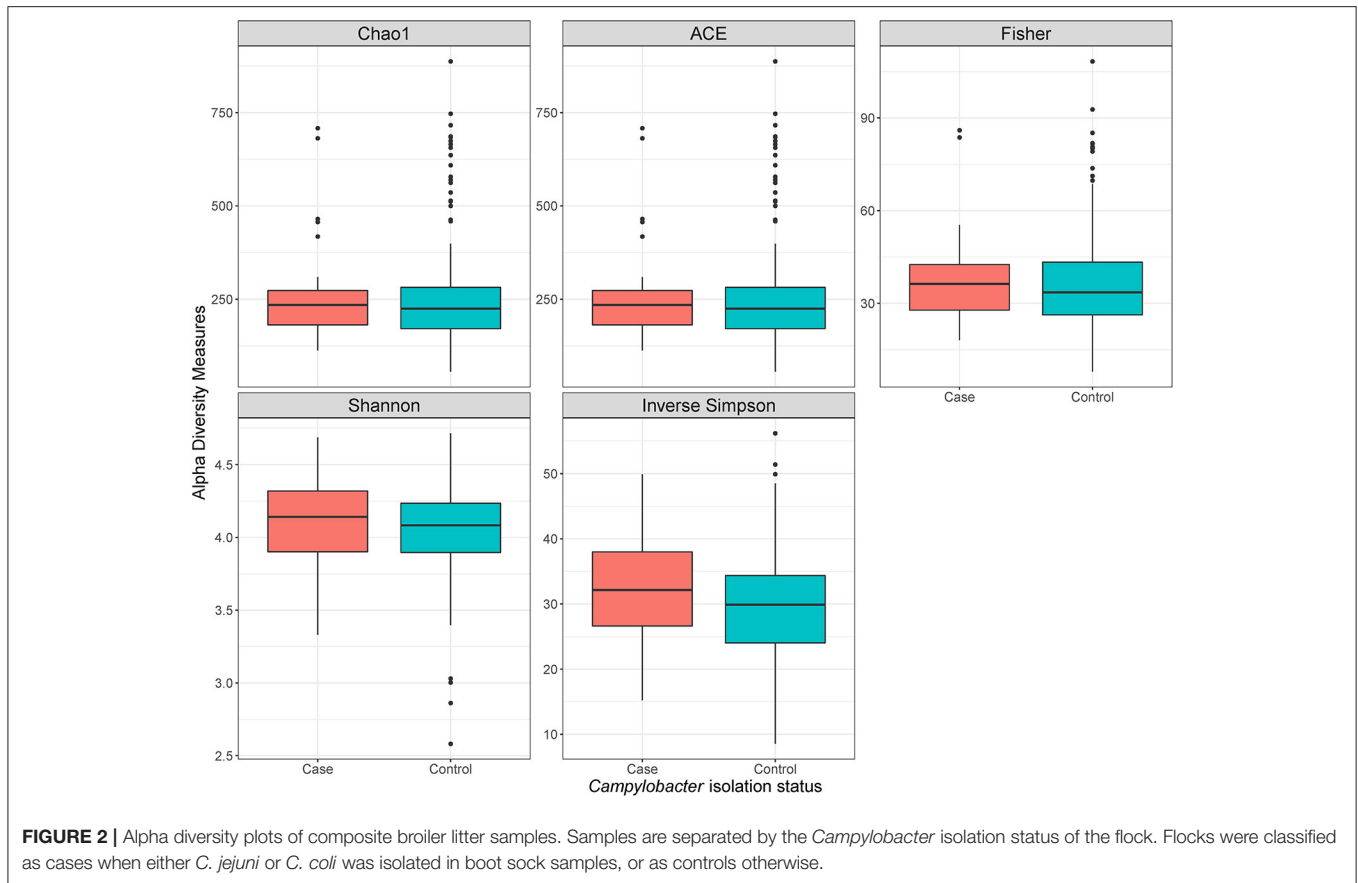 Chao1
ACE
Fisher
750
500
250
750
500
250
90
60
30
Case
Control
Alpha Diversity Measures
Shannon
Inverse Simpson
4.5
4.0
3.5
3.0
2.5
50
40
30
20
10
Case
Control
Case
Control
Campylobacter isolation status
FIGURE 2 | Alpha diversity plots of composite broiler litter samples. Samples are separated by the Campylobacter isolation status of the flock. Flocks were classified
as cases when either C. jejuni or C. coli was isolated in boot sock samples, or as controls otherwise.